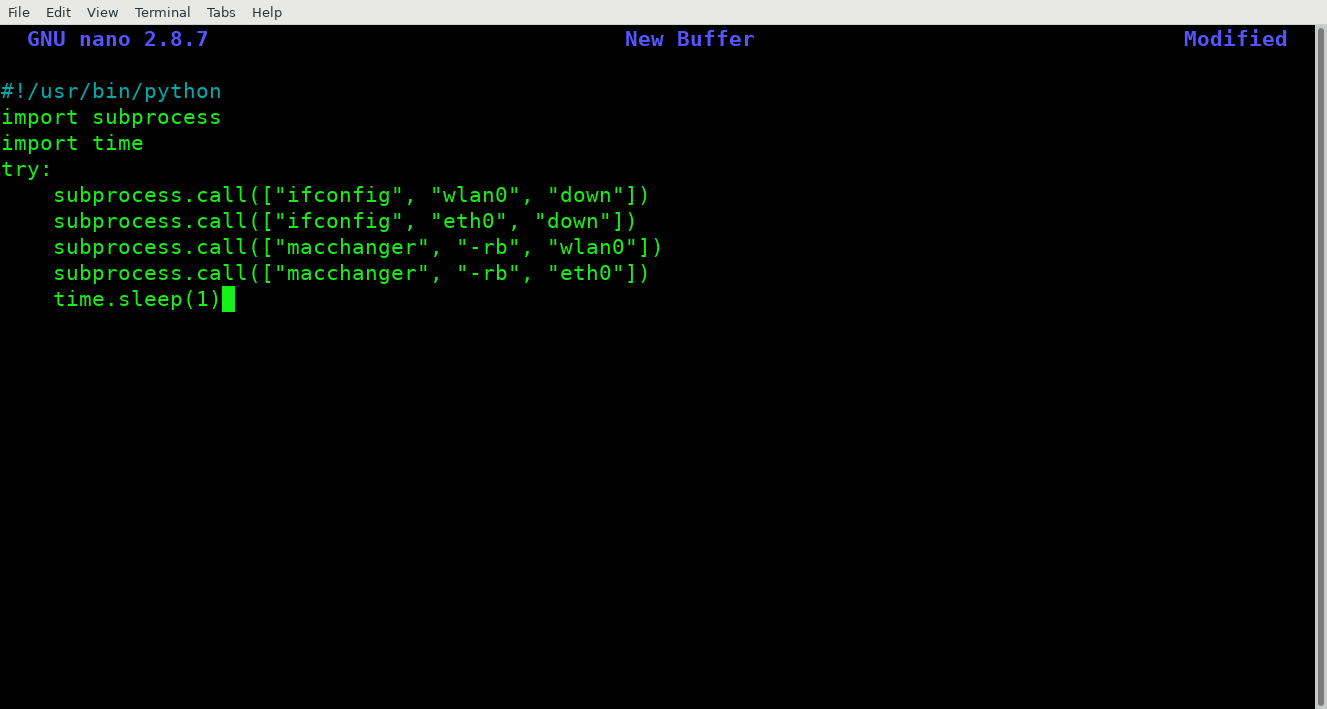 File Edit View Terminal Tabs Help
GNU nano 2.8.7 New Buffer Modified
#!/usr/bin/python
import subprocess
import time
try:
    subprocess.call(["ifconfig", "wlan0", "down"])
    subprocess.call(["ifconfig", "eth0", "down"])
    subprocess.call(["macchanger", "-rb", "wlan0"])
    subprocess.call(["macchanger", "-rb", "eth0"])
    time.sleep(1)